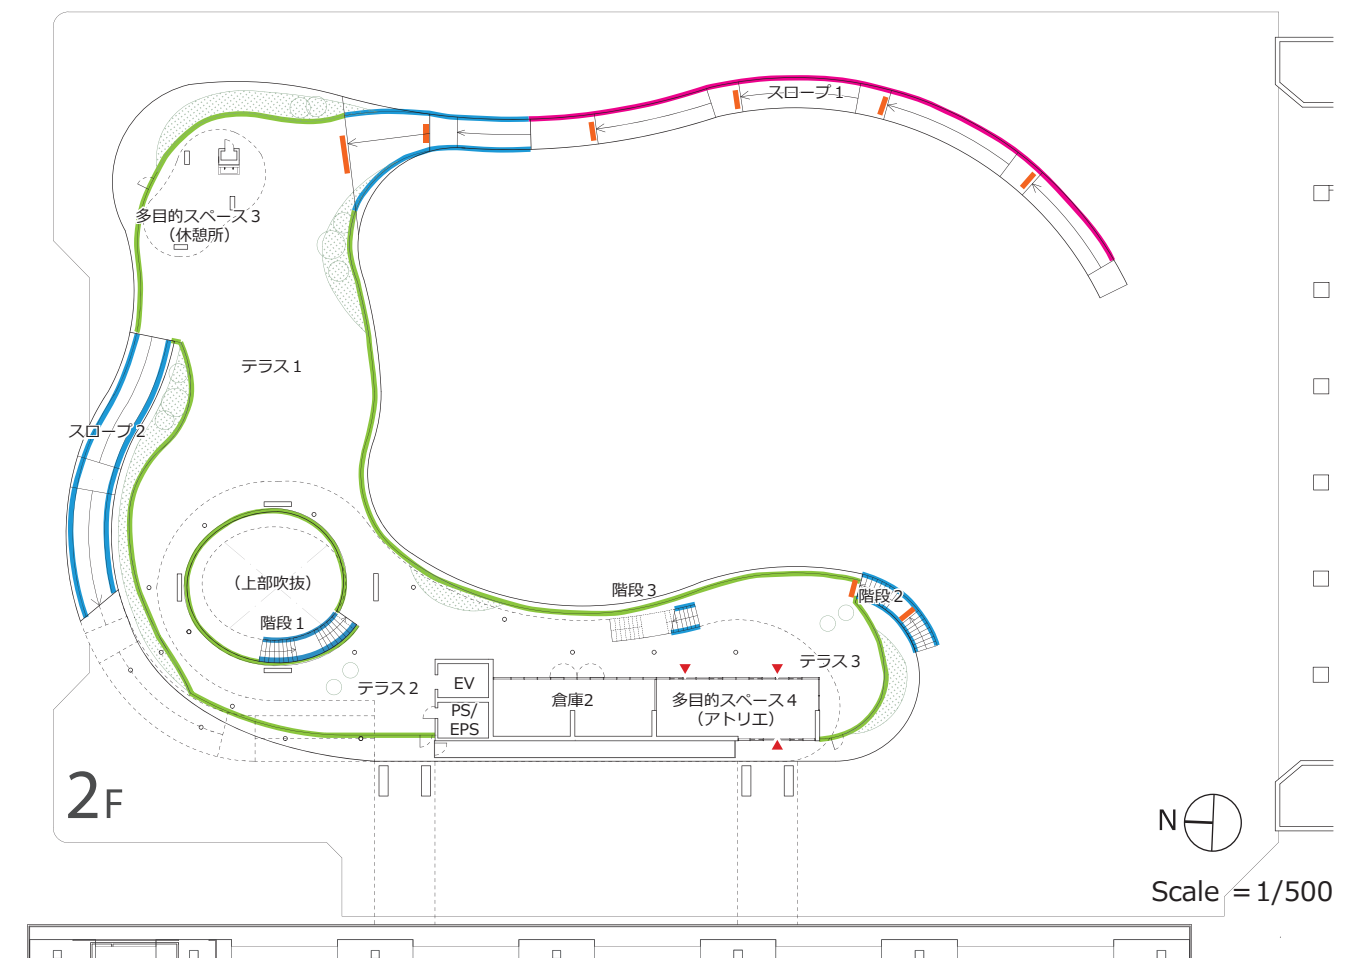 スロープ1
多目的スペース3
（休憩所）
テラス1
スロープ2
（上部吹抜）
階段1
階段3
階段2
テラス3
テラス2
EV
PS/
EPS
倉庫2
多目的スペース4
（アトリエ）
2F
N
Scale =1/500